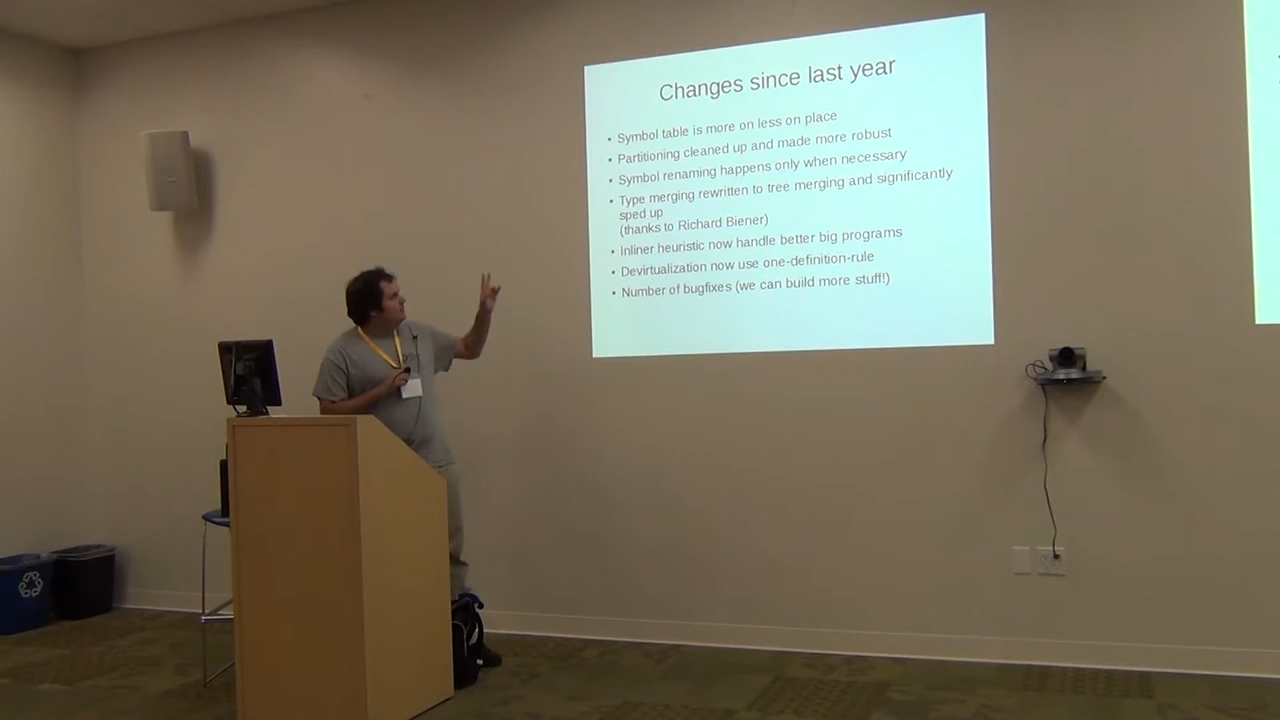 Changes since last year
• Symbol table is more on less on place
• Partitioning cleaned up and made more robust
• Symbol renaming happens only when necessary
• Type merging rewritten to tree merging and significantly
sped up
(thanks to Richard Biener)
• Inliner heuristic now handle better big programs
• Devirtualization now use one-definition-rule
• Number of bugfixes (we can build more stuff!)